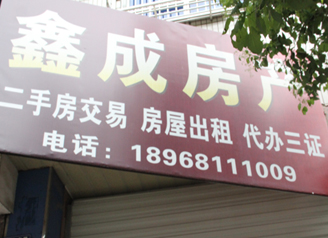 鑫成房产
二手房交易 房屋出租 代办三证
电话：18968111009